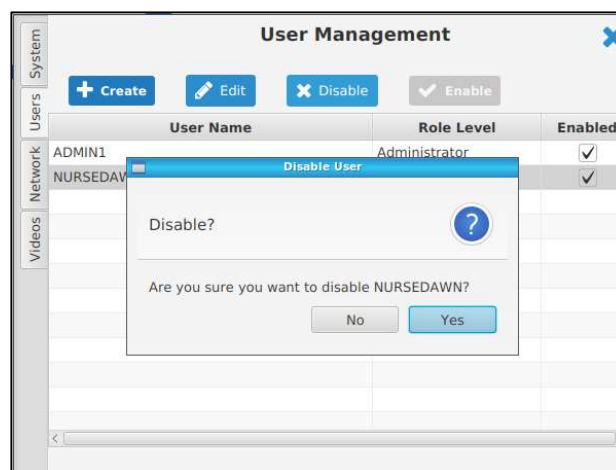 User Management
System
Users
Network
Videos
Create
Edit
Disable
Enable
User Name
Role Level
Enabled
ADMIN1
Administrator
NURSEDAW
Disable User
Disable?
Are you sure you want to disable NURSEDAWN?
No
Yes